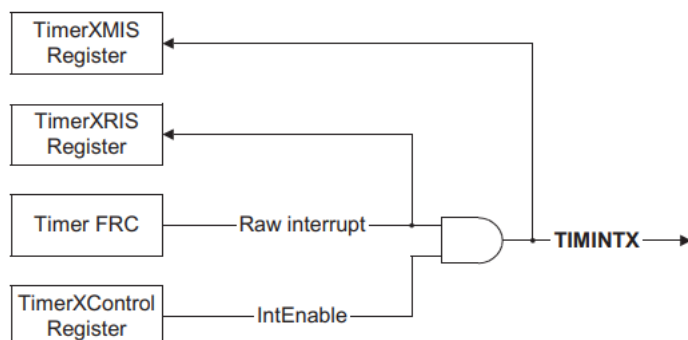 TimerXMIS
Register
TimerXRIS
Register
Timer FRC
Raw interrupt
TIMINTX
TimerXControl
Register
IntEnable